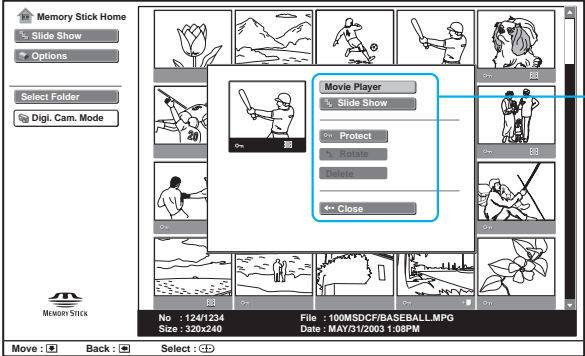 Memory Stick Home
Slide Show
Options
Select Folder
Digi. Cam. Mode
20
Movie Player
Slide Show
Protect
Rotate
Delete
Close
MEMORY STICK
No : 124/1234
File : 100MSDCF/BASEBALL.MPG
Size : 320x240
Date : MAY/31/2003 1:08PM
Move :
Back :
Select :